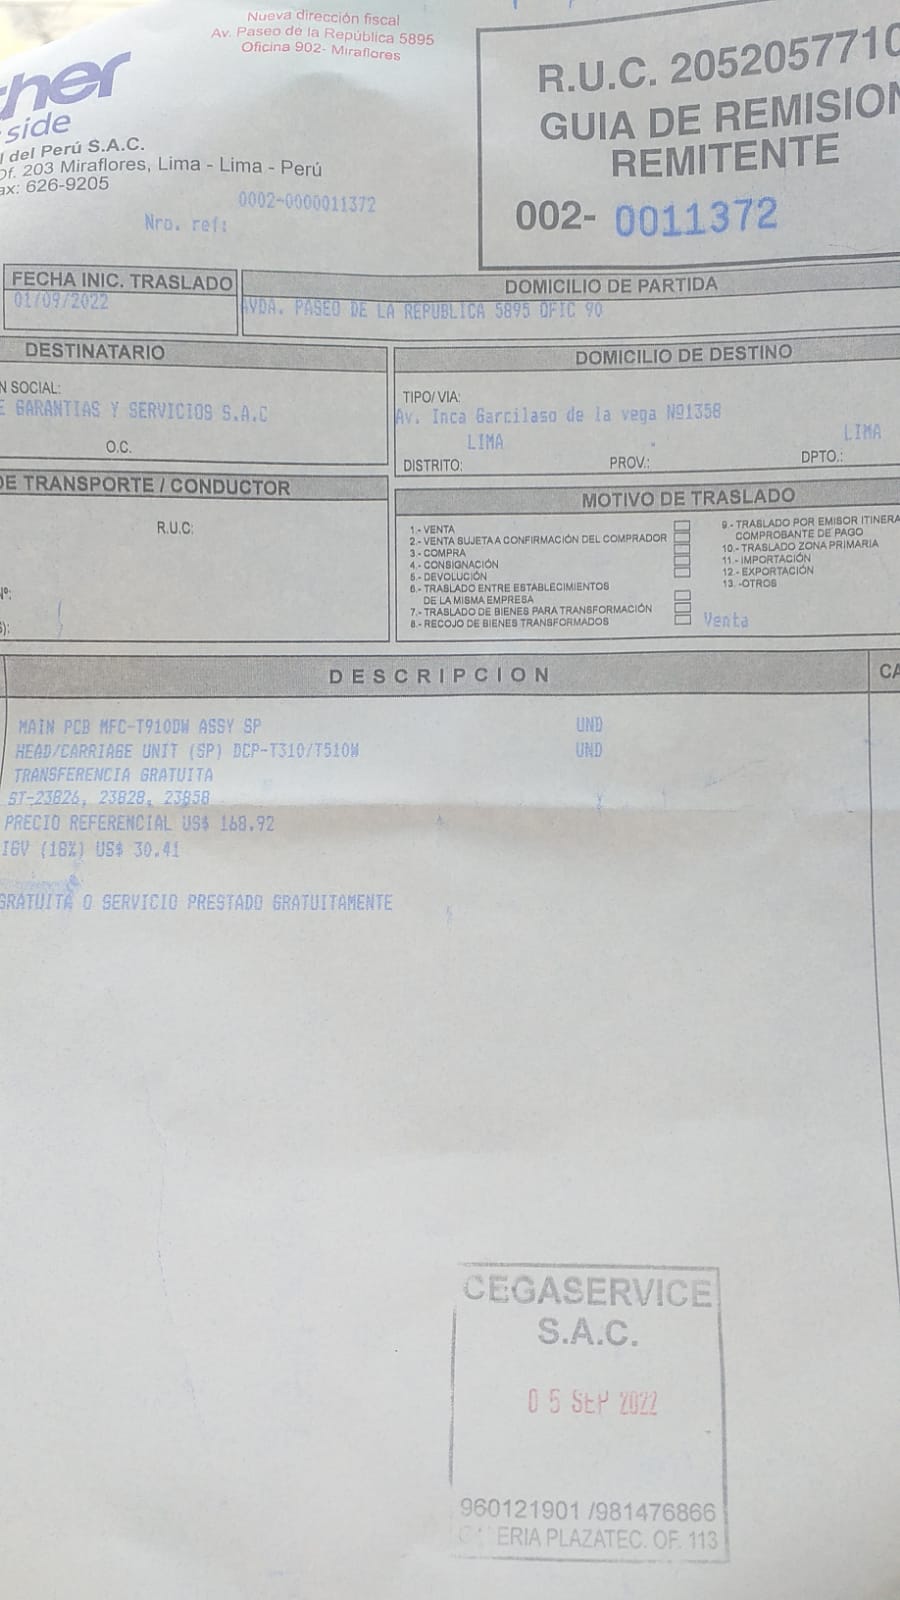 Nueva dirección fiscal
Av. Paseo de la República 5895
Oficina 902- Miraflores
ther
side
l del Perú S.A.C.
Of. 203 Miraflores, Lima - Lima - Perú
ax: 626-9205
0002-0000011372
Nro. ref:
R.U.C. 2052057710
GUIA DE REMISION
REMITENTE
002- 0011372
FECHA INIC. TRASLADO
01/09/2022
DOMICILIO DE PARTIDA
AVDA. PASEO DE LA REPUBLICA 5895 OFIC 90
DESTINATARIO
N SOCIAL:
E GARANTIAS Y SERVICIOS S.A.C
O.C.
DOMICILIO DE DESTINO
TIPO/VIA:
Av. Inca Garcilaso de la vega Nº1358
LIMA LIMA
DISTRITO: PROV.: DPTO.:
DE TRANSPORTE / CONDUCTOR
R.U.C:
Nº:
S):
MOTIVO DE TRASLADO
1.- VENTA
2.- VENTA SUJETA A CONFIRMACIÓN DEL COMPRADOR
3.- COMPRA
4.- CONSIGNACIÓN
5.- DEVOLUCIÓN
6.- TRASLADO ENTRE ESTABLECIMIENTOS
DE LA MISMA EMPRESA
7.- TRASLADO DE BIENES PARA TRANSFORMACIÓN
8.- RECOJO DE BIENES TRANSFORMADOS
9.- TRASLADO POR EMISOR ITINERA
COMPROBANTE DE PAGO
10.- TRASLADO ZONA PRIMARIA
11.- IMPORTACIÓN
12.- EXPORTACIÓN
13.-OTROS
Venta
DESCRIPCION CA
MAIN PCB MFC-T910DW ASSY SP UND
HEAD/CARRIAGE UNIT (SP) DCP-T310/T510W UND
TRANSFERENCIA GRATUITA
ST-23826, 23828, 23858
PRECIO REFERENCIAL US$ 168.92
IGV (18%) US$ 30.41
GRATUITA O SERVICIO PRESTADO GRATUITAMENTE
CEGASERVICE
S.A.C.
05 SEP 2022
960121901 /981476866
ERIA PLAZATEC. OF. 113